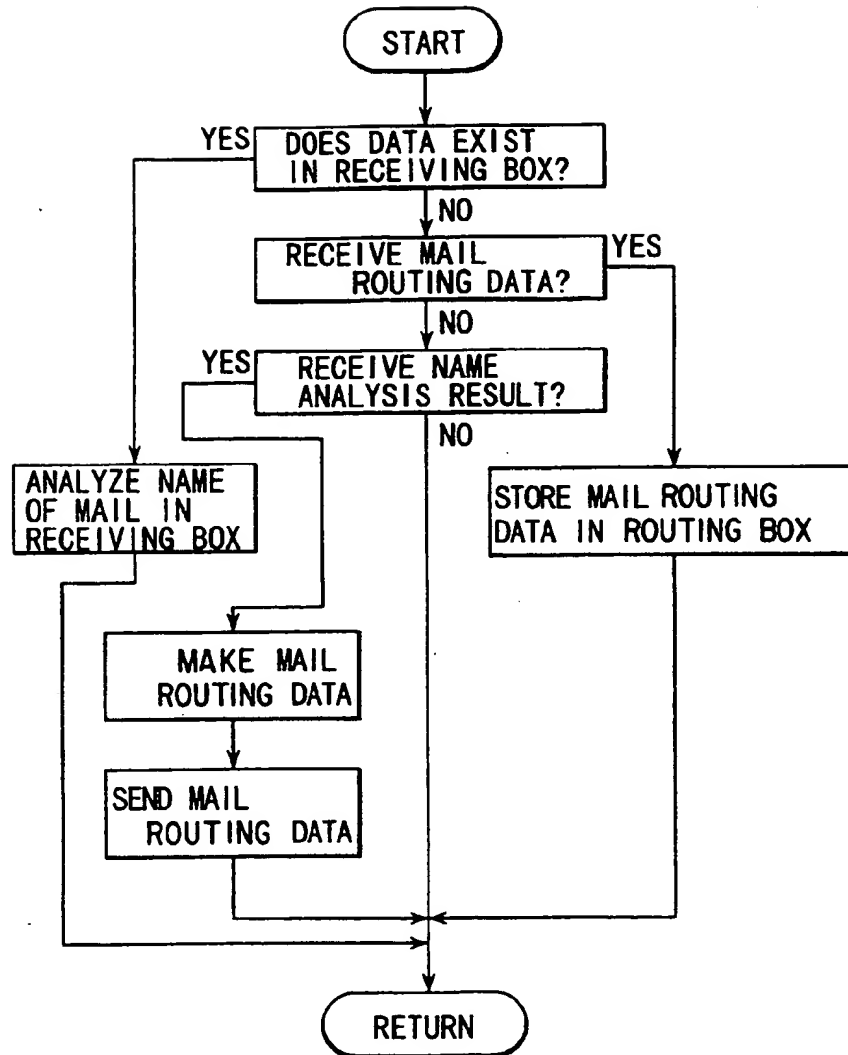 START
YES
DOES DATA EXIST
IN RECEIVING BOX?
NO
RECEIVE MAIL
ROUTING DATA?
YES
NO
YES
RECEIVE NAME
ANALYSIS RESULT?
NO
ANALYZE NAME
OF MAIL IN
RECEIVING BOX
STORE MAIL ROUTING
DATA IN ROUTING BOX
MAKE MAIL
ROUTING DATA
SEND MAIL
ROUTING DATA
RETURN